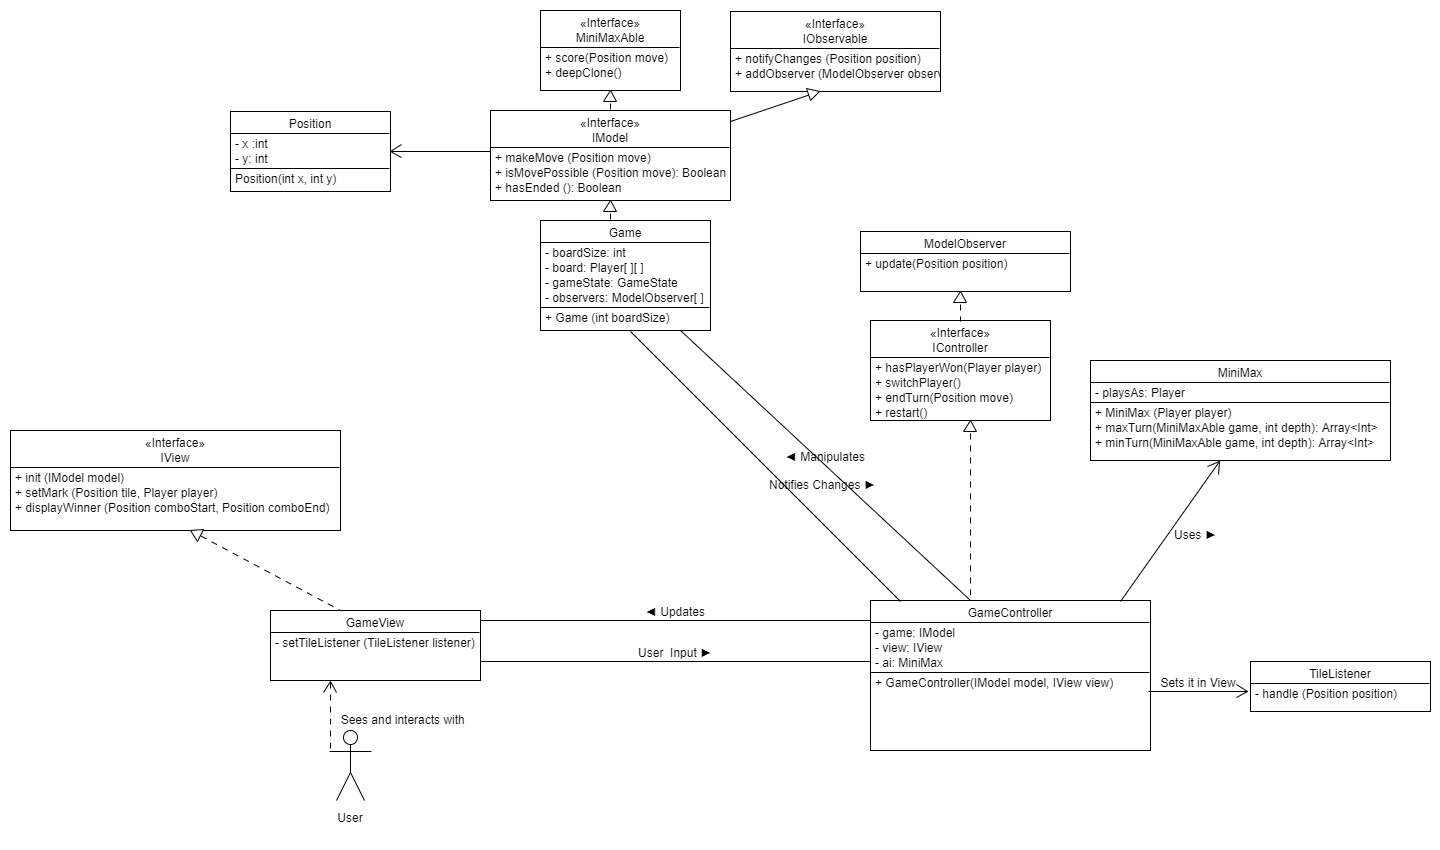 «Interface»
MiniMaxAble
+ score(Position move)
+ deepClone()
«Interface»
IObservable
+ notifyChanges (Position position)
+ addObserver (ModelObserver obser
Position
- x :int
- y: int
Position(int x, int y)
«Interface»
IModel
+ makeMove (Position move)
+ isMovePossible (Position move): Boolean
+ hasEnded (): Boolean
Game
- boardSize: int
- board: Player[ ][ ]
- gameState: GameState
- observers: ModelObserver[ ]
+ Game (int boardSize)
ModelObserver
+ update(Position position)
«Interface»
IController
+ hasPlayerWon(Player player)
+ switchPlayer()
+ endTurn(Position move)
+ restart()
MiniMax
- playsAs: Player
+ MiniMax (Player player)
+ maxTurn(MiniMaxAble game, int depth): Array<Int>
+ minTurn(MiniMaxAble game, int depth): Array<Int>
«Interface»
IView
+ init (IModel model)
+ setMark (Position tile, Player player)
+ displayWinner (Position comboStart, Position comboEnd)
◄ Manipulates
Notifies Changes ►
Uses ►
GameView
- setTileListener (TileListener listener)
◄ Updates
User Input ►
GameController
- game: IModel
- view: IView
- ai: MiniMax
+ GameController(IModel model, IView view)
Sets it in View
TileListener
- handle (Position position)
Sees and interacts with
User